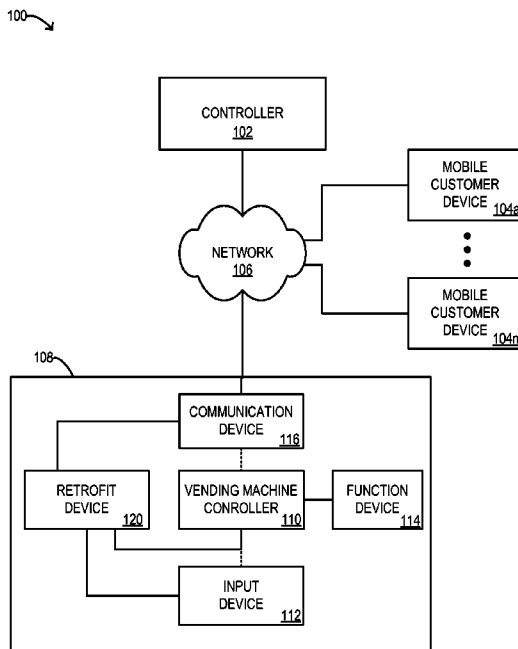 100
CONTROLLER
102
MOBILE
CUSTOMER
DEVICE
104a
NETWORK
106
MOBILE
CUSTOMER
DEVICE
104n
108
COMMUNICATION
DEVICE
116
RETROFIT
DEVICE
120
VENDING MACHINE
CONROLLER
110
FUNCTION
DEVICE
114
INPUT
DEVICE
112